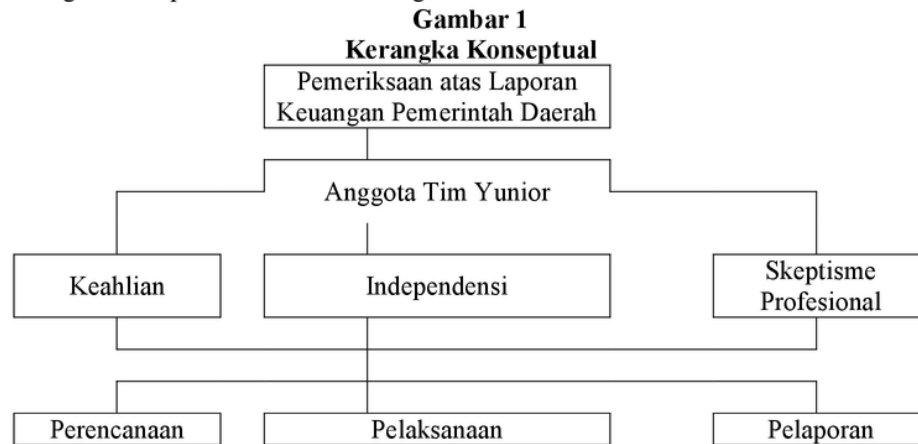 Gambar 1
Kerangka Konseptual
Pemeriksaan atas Laporan
Keuangan Pemerintah Daerah
Anggota Tim Yunior
Keahlian
Independensi
Skeptisme
Profesional
Perencanaan
Pelaksanaan
Pelaporan